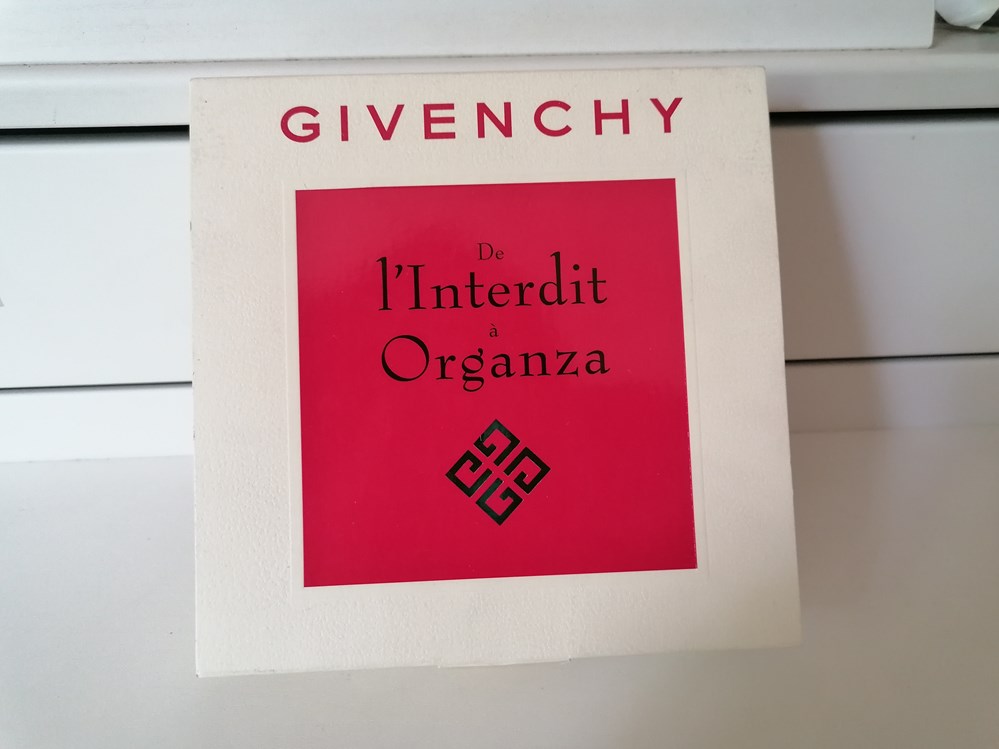 GIVENCHY
De
l'Interdit
à
Organza